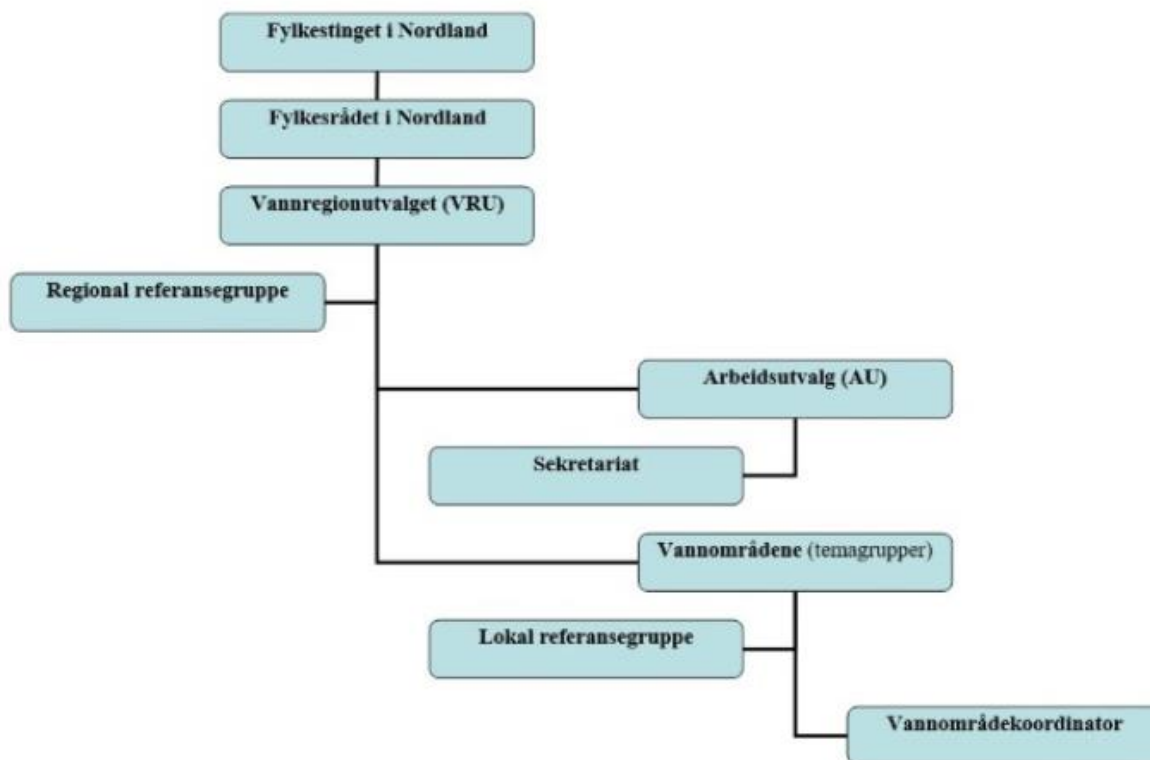 Fylkestinget i Nordland
Fylkesrådet i Nordland
Vannregionutvalget (VRU)
Regional referansegruppe
Arbeidsutvalg (AU)
Sekretariat
Vannområdene (temagrupper)
Lokal referansegruppe
Vannområdekoordinator